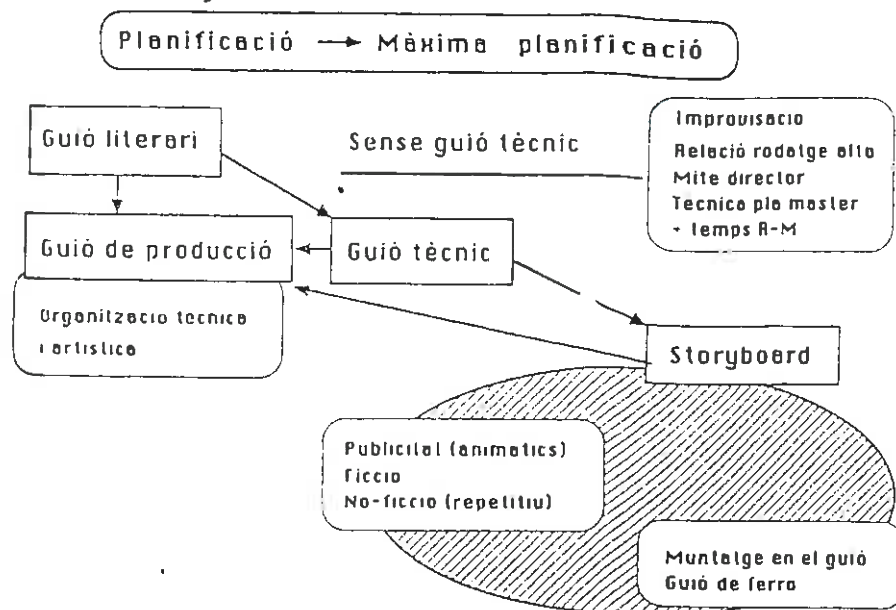 Planificació → Màxima planificació
Guió literari
Sense guió tècnic
Improvisacio
Relació rodatge alta
Mite director
Tecnica pla master
+ temps R-M
Guió de producció
Guió tècnic
Organització tecnica
i artistica
Storyboard
Publicitat (animatics)
Ficcio
No-ficcio (repetitiu)
Muntatge en el guió
Guió de ferro